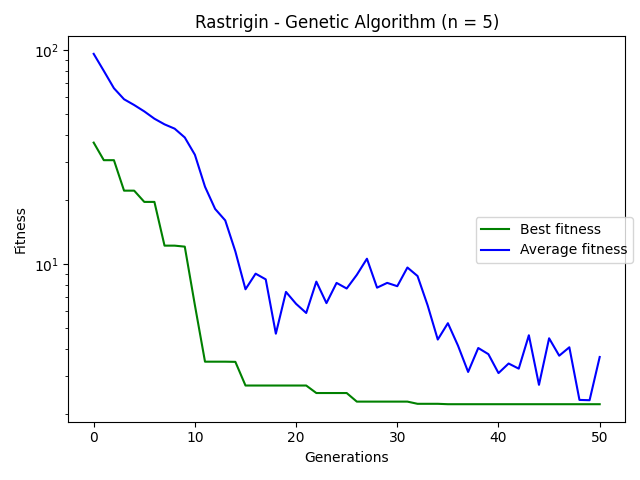 Rastrigin - Genetic Algorithm (n = 5)
10²
Fitness
10¹
Best fitness
Average fitness
0 10 20 30 40 50
Generations